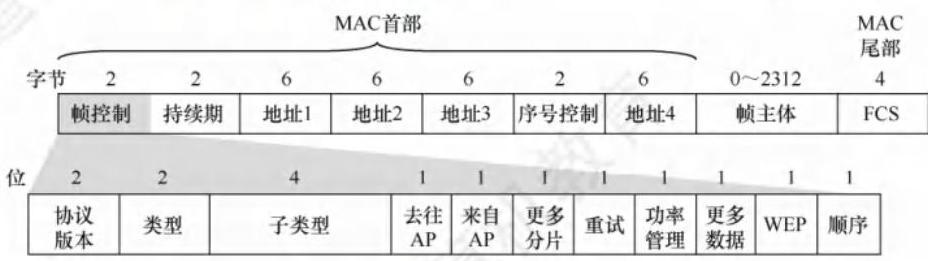 MAC首部
MAC
尾部
字节 2 2 6 6 6 2 6 0~2312 4
帧控制 持续期 地址1 地址2 地址3 序号控制 地址4 帧主体 FCS
位 2 2 4 1 1 1 1 1 1 1 1
协议 类型 子类型 去往 来自 更多 重试 功率 更多 WEP 顺序
版本 AP AP 分片 管理 数据